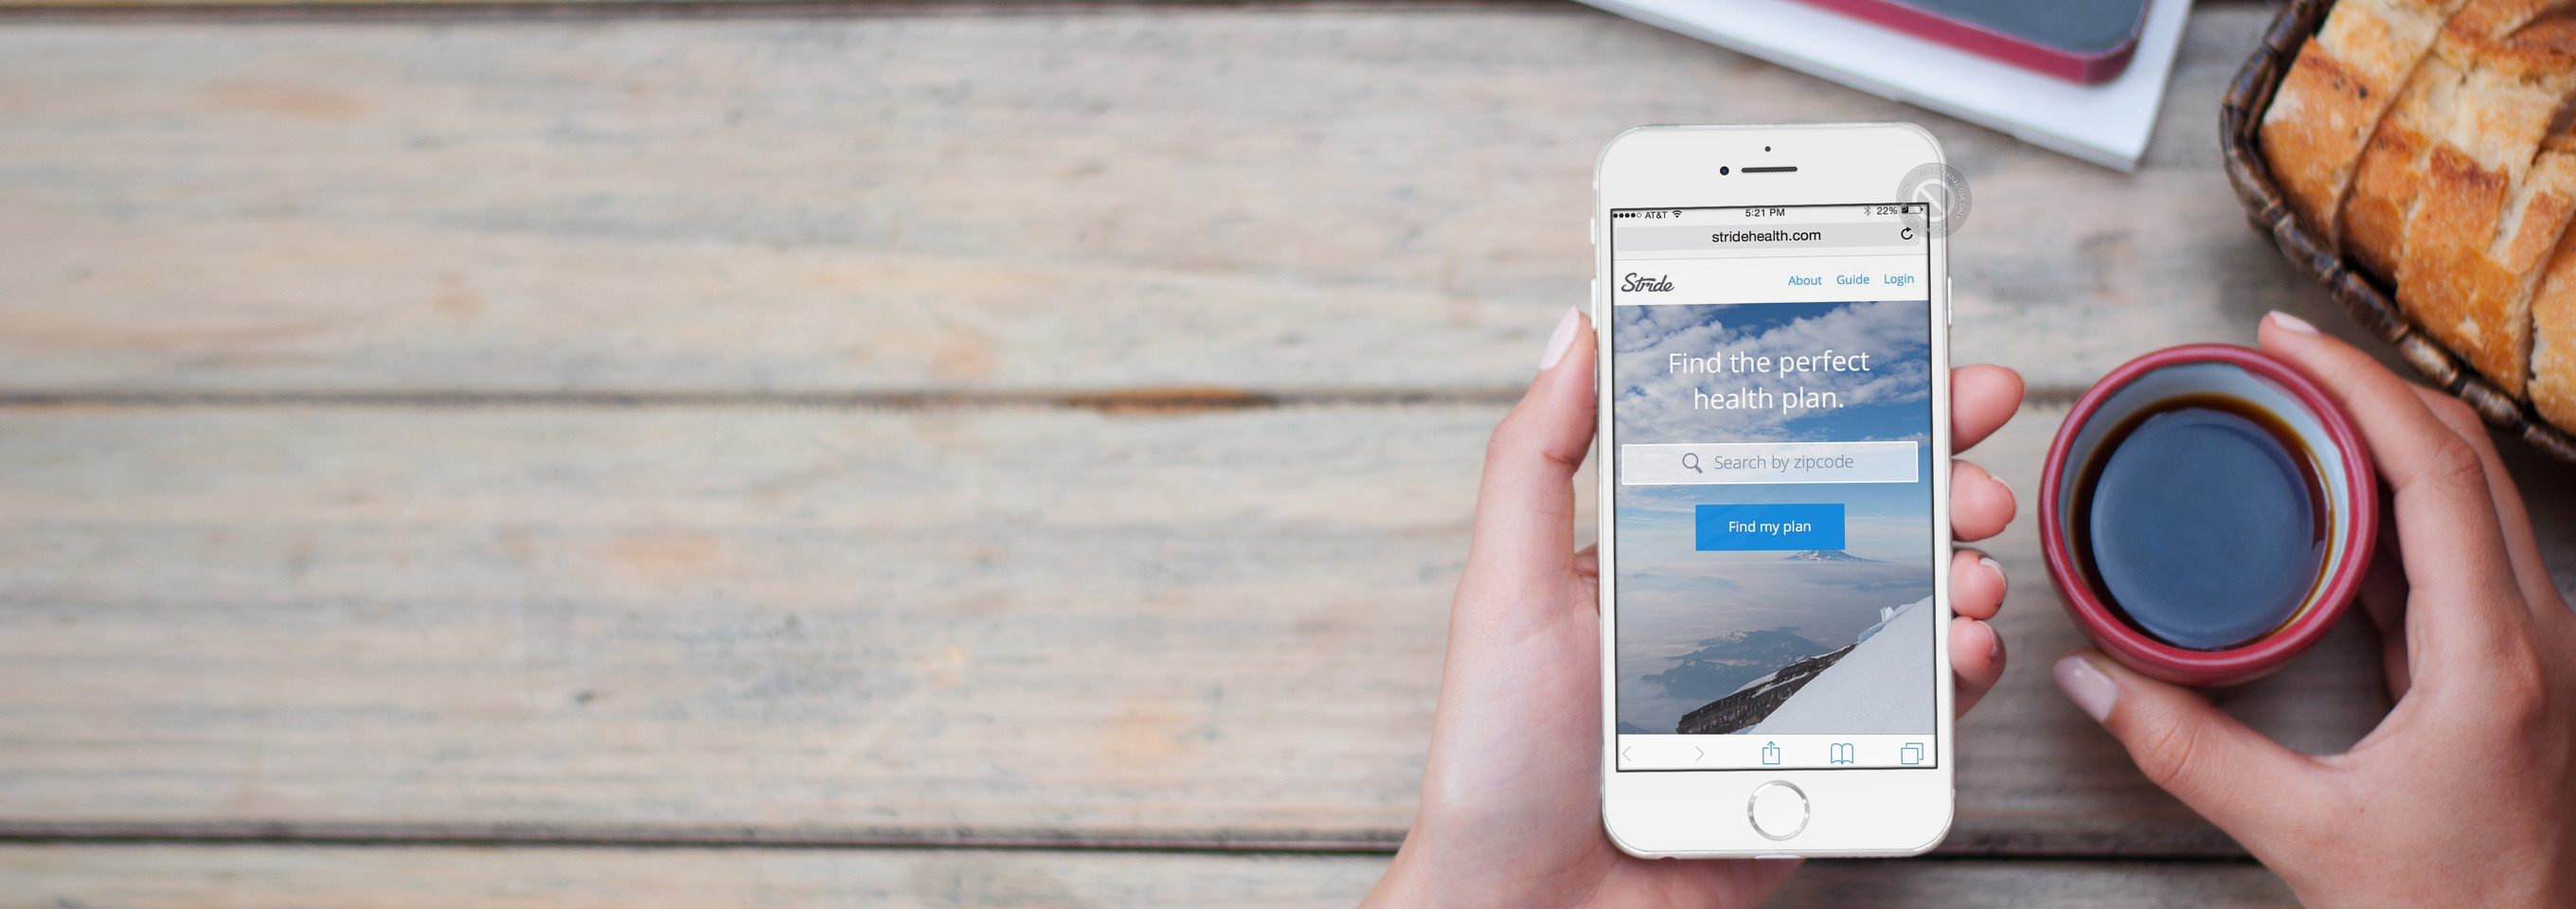 AT&T 5:21 PM 22%
stridehealth.com
Stride About Guide Login
Find the perfect
health plan.
Search by zipcode
Find my plan